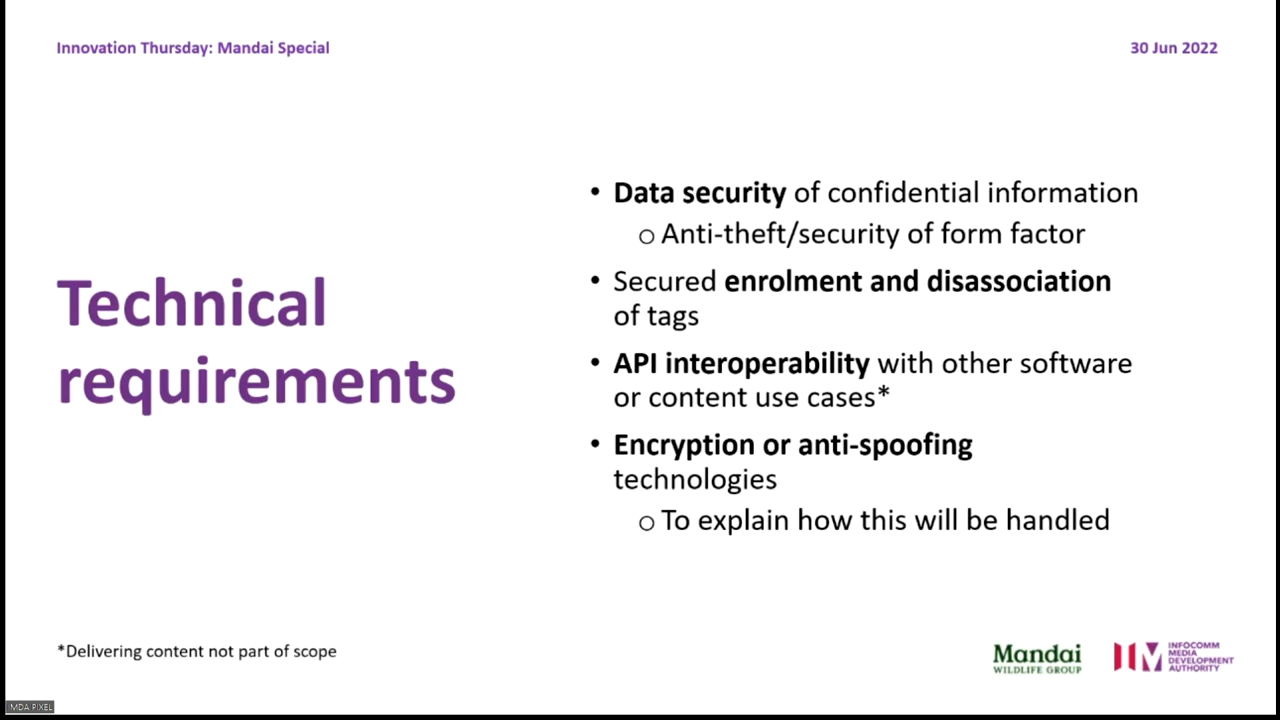 Innovation Thursday: Mandai Special
30 Jun 2022
Technical
requirements
• Data security of confidential information
o Anti-theft/security of form factor
• Secured enrolment and disassociation
of tags
• API interoperability with other software
or content use cases*
• Encryption or anti-spoofing
technologies
o To explain how this will be handled
*Delivering content not part of scope
Mandai
WILDLIFE GROUP
INFOCOMM
MEDIA
DEVELOPMENT
AUTHORITY
IMDA PIXEL